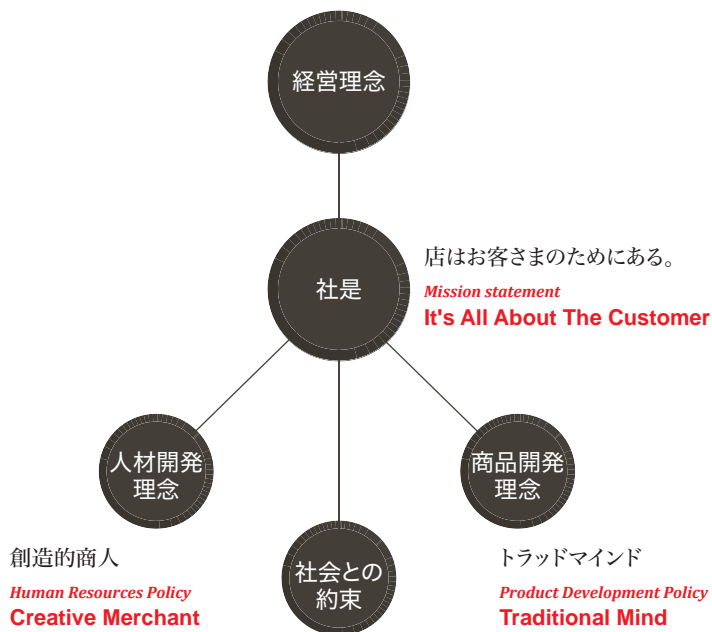 経営理念
社是
店はお客さまのためにある。
Mission statement
It's All About The Customer
人材開発
理念
商品開発
理念
社会との
約束
創造的商人
Human Resources Policy
Creative Merchant
トラッドマインド
Product Development Policy
Traditional Mind